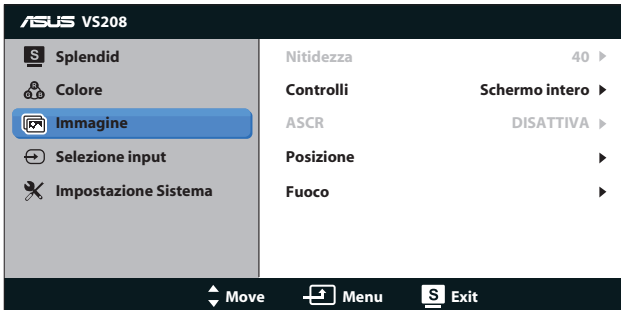 ASUS VS208
S Splendid
R G B Colore
Immagine
Selezione input
Impostazione Sistema
Nitidezza 40
Controlli Schermo intero
ASCR DISATTIVA
Posizione
Fuoco
Move Menu S Exit